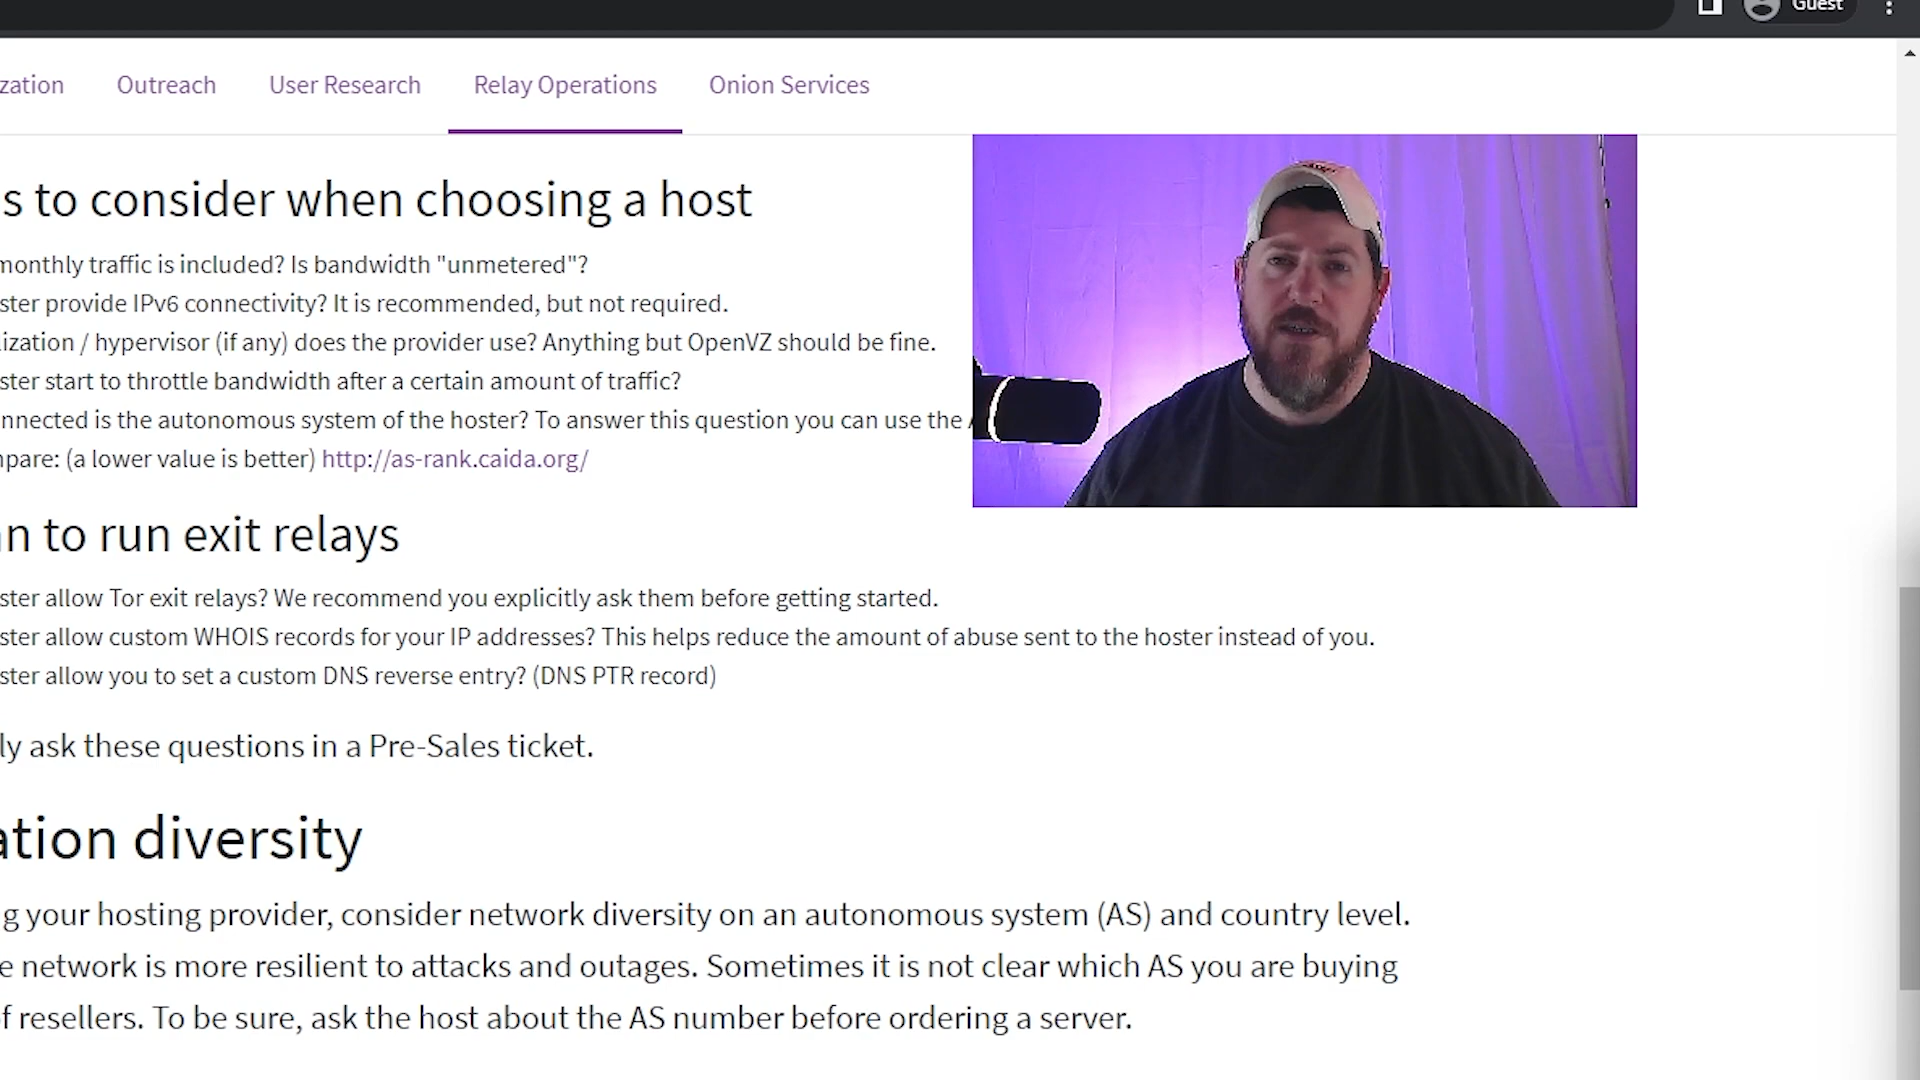 Guest
zation Outreach User Research Relay Operations Onion Services
s to consider when choosing a host
monthly traffic is included? Is bandwidth "unmetered"?
ster provide IPv6 connectivity? It is recommended, but not required.
ization / hypervisor (if any) does the provider use? Anything but OpenVZ should be fine.
ster start to throttle bandwidth after a certain amount of traffic?
nnected is the autonomous system of the hoster? To answer this question you can use the
mpare: (a lower value is better) http://as-rank.caida.org/
an to run exit relays
ster allow Tor exit relays? We recommend you explicitly ask them before getting started.
ster allow custom WHOIS records for your IP addresses? This helps reduce the amount of abuse sent to the hoster instead of you.
ster allow you to set a custom DNS reverse entry? (DNS PTR record)
ly ask these questions in a Pre-Sales ticket.
ation diversity
g your hosting provider, consider network diversity on an autonomous system (AS) and country level.
e network is more resilient to attacks and outages. Sometimes it is not clear which AS you are buying
f resellers. To be sure, ask the host about the AS number before ordering a server.